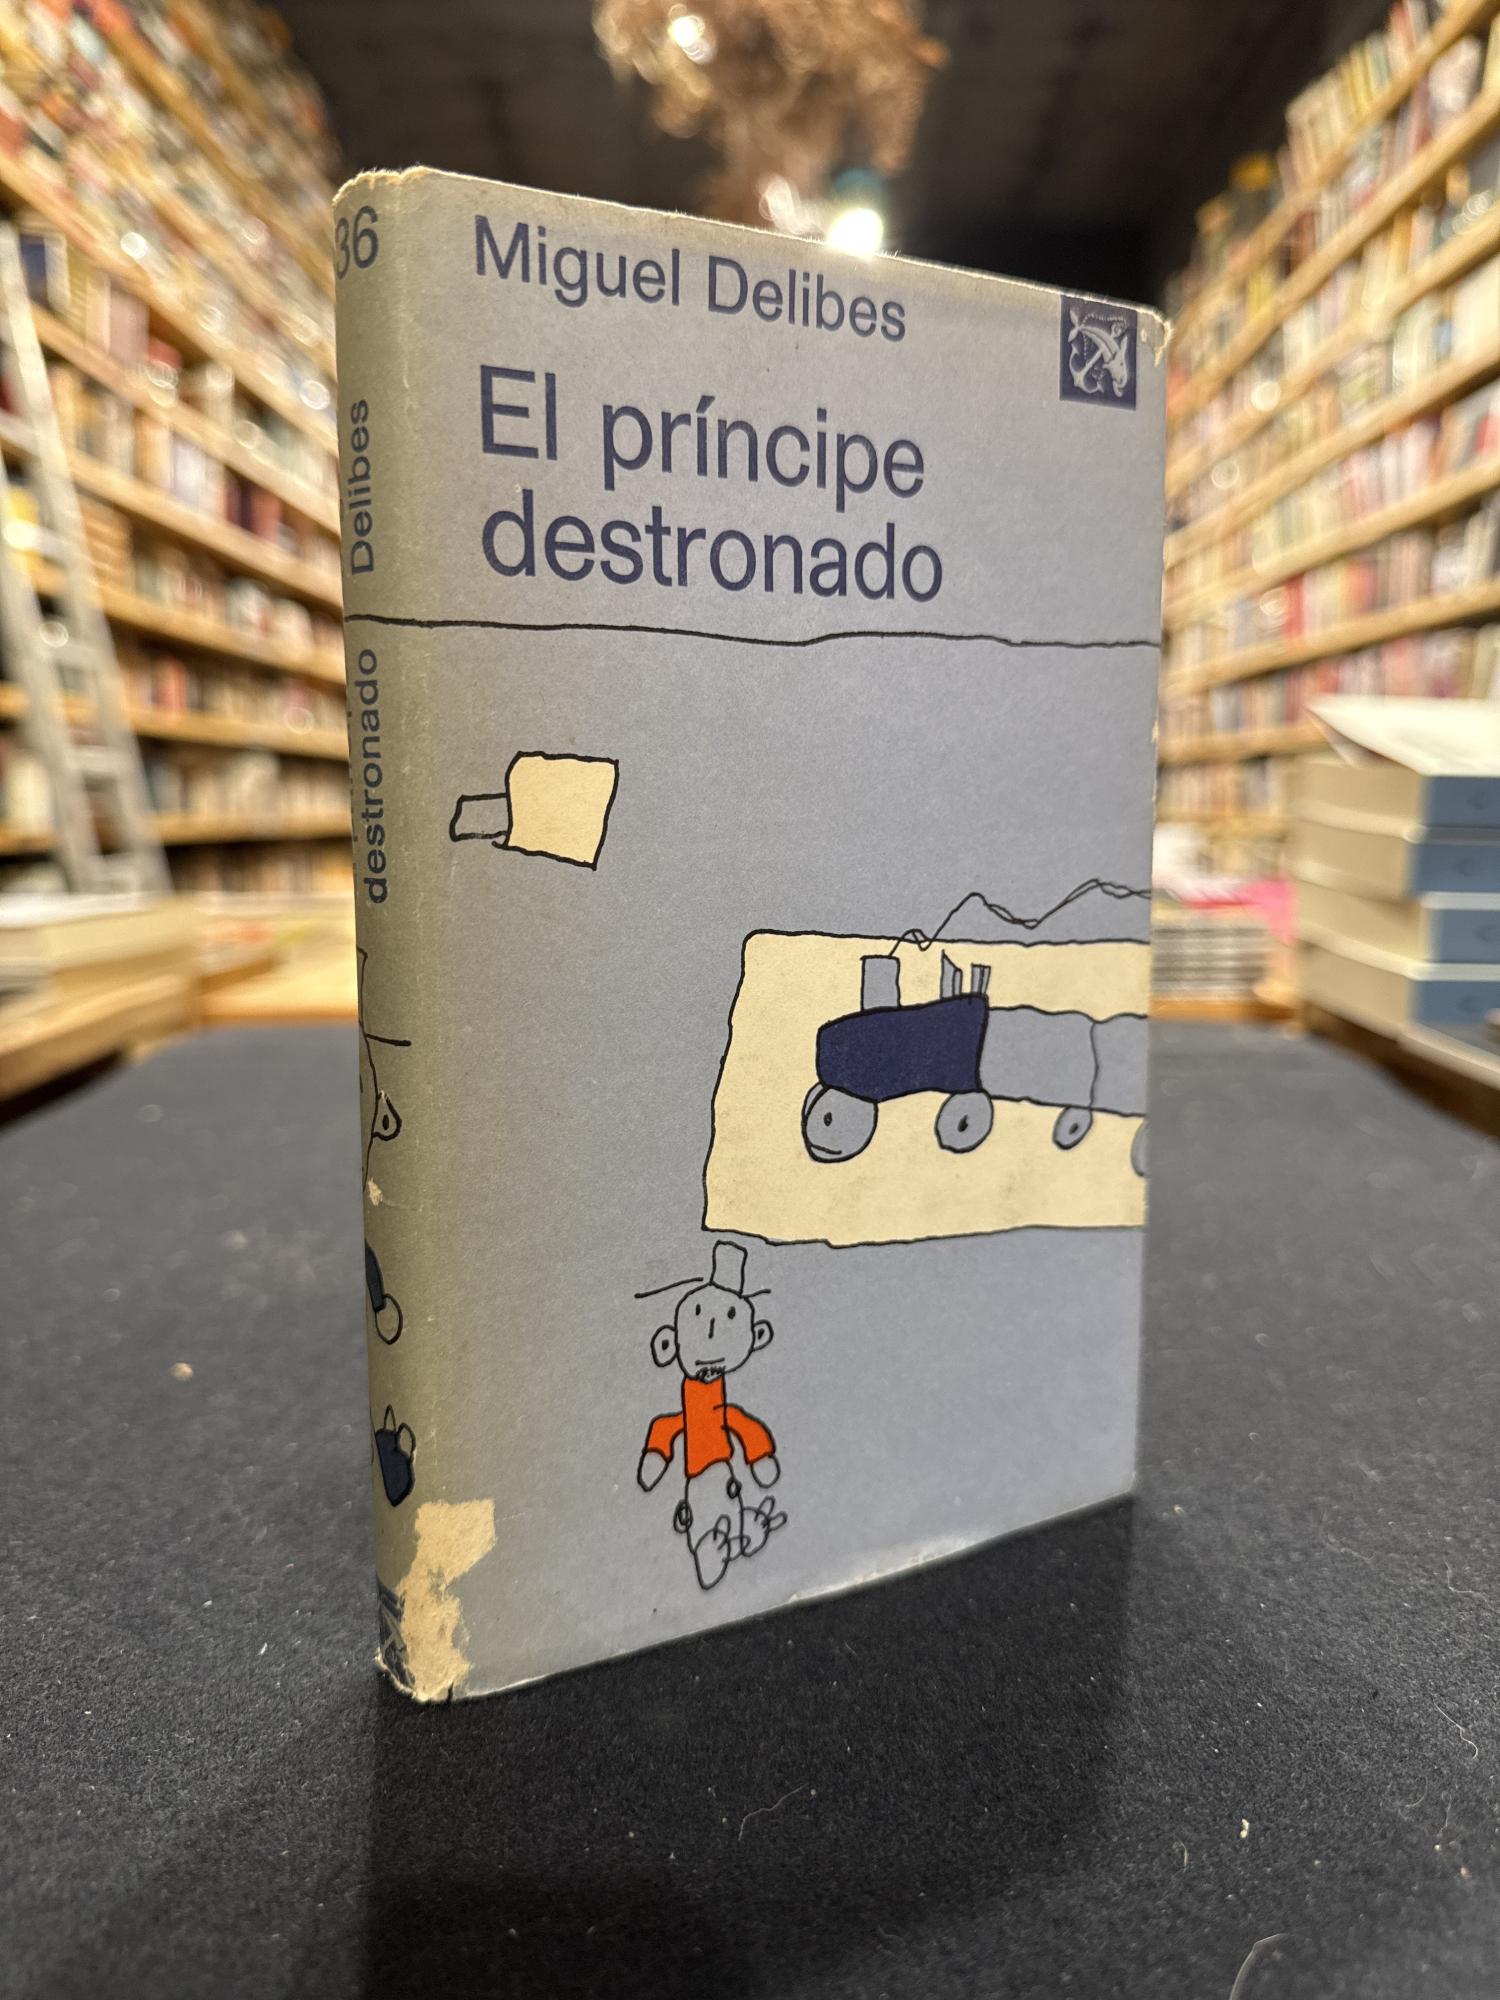 36
Delibes
destronado
Miguel Delibes
El príncipe
destronado